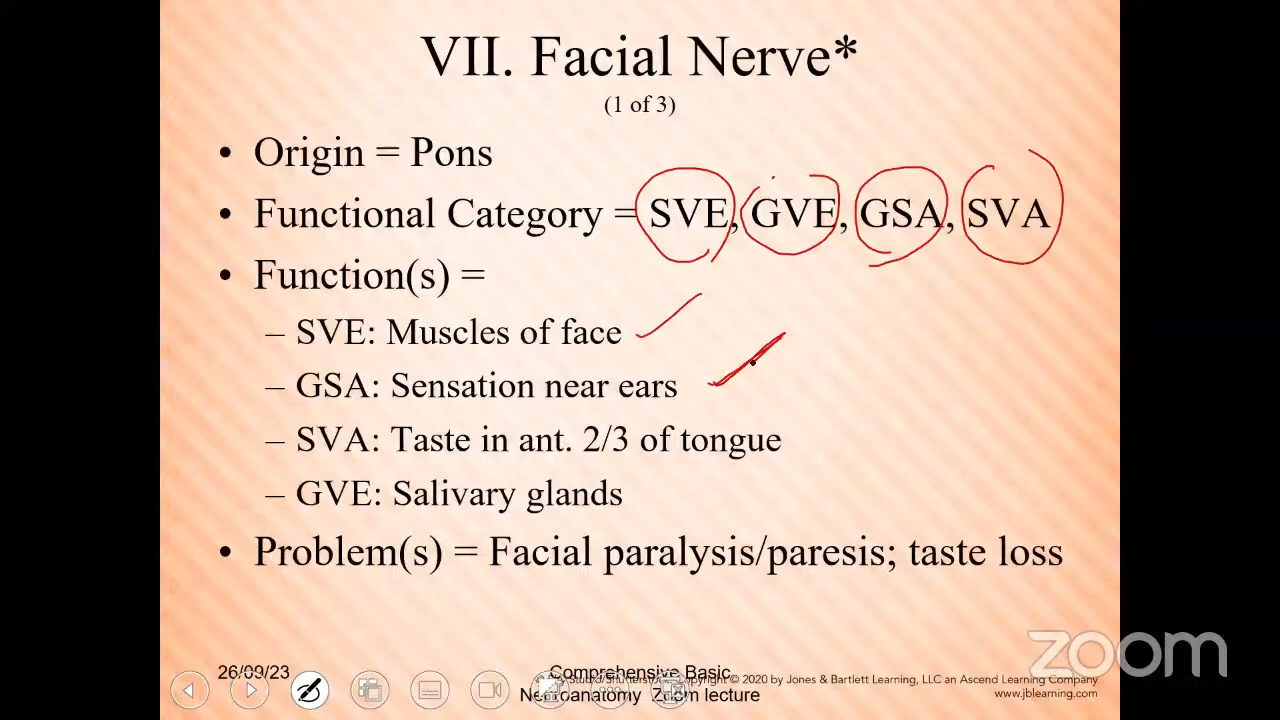 VII. Facial Nerve*
(1 of 3)
• Origin = Pons
• Functional Category = SVE, GVE, GSA, SVA
• Function(s) =
– SVE: Muscles of face
– GSA: Sensation near ears
– SVA: Taste in ant. 2/3 of tongue
– GVE: Salivary glands
• Problem(s) = Facial paralysis/paresis; taste loss
zoom
26/09/23
Comprehensive Basic
Neuroanatomy Zoom lecture
Copyright © 2020 by Jones & Bartlett Learning, LLC an Ascend Learning Company
www.jblearning.com